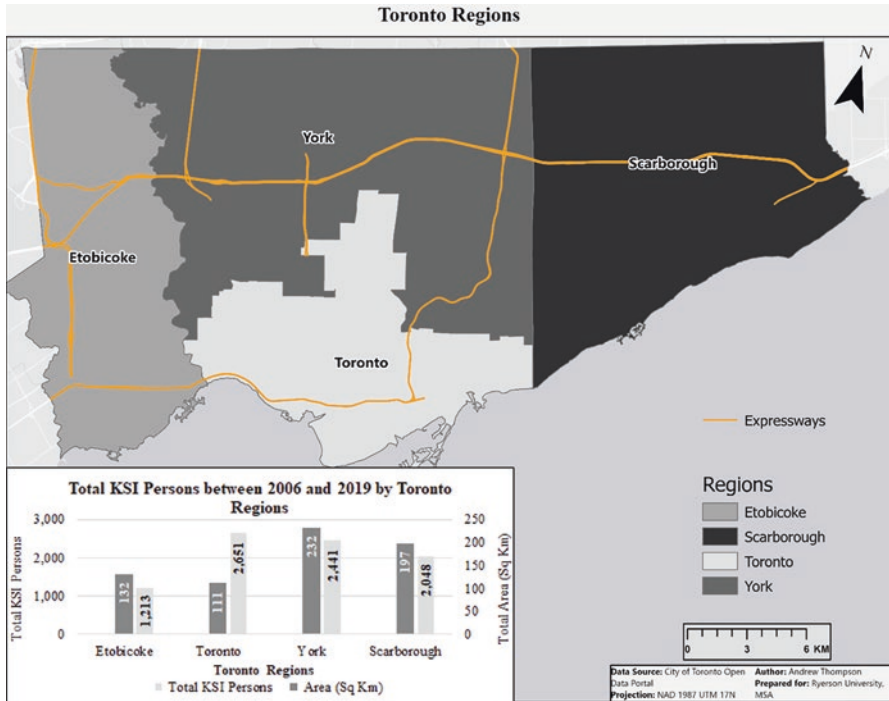 Toronto Regions
N
York
Scarborough
Etobicoke
Toronto
Expressways
Regions
Etobicoke
Scarborough
Toronto
York
0 3 6 KM
Total KSI Persons between 2006 and 2019 by Toronto
Regions
Total KSI Persons
3,000
2,000
1,000
0
132
1,213
111
2,651
232
2,441
197
2,048
250
200
150
100
50
0
Total Area (Sq Km)
Etobicoke Toronto York Scarborough
Toronto Regions
Total KSI Persons Area (Sq Km)
Data Source: City of Toronto Open
Data Portal
Projection: NAD 1987 UTM 17N
Author: Andrew Thompson
Prepared for: Ryerson University,
MSA